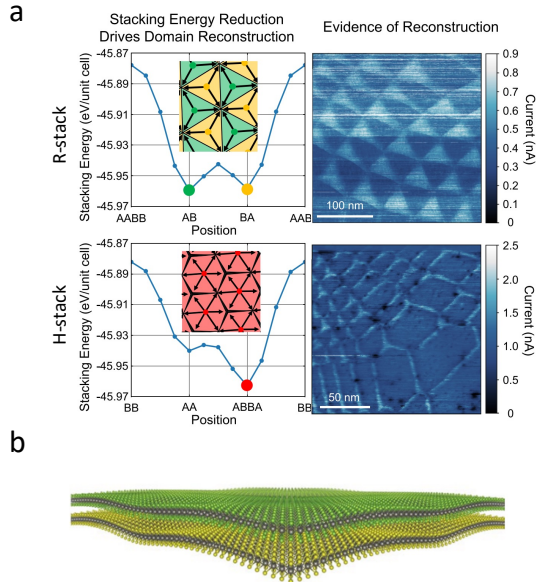 a
Stacking Energy Reduction
Drives Domain Reconstruction
Evidence of Reconstruction
R-stack
Stacking Energy (eV/unit cell)
-45.87
-45.89
-45.91
-45.93
-45.95
-45.97
AABB
AB
BA
AAB
Position
100 nm
0.9
0.8
0.7
0.6
0.5
0.4
0.3
0.2
0.1
0
Current (nA)
H-stack
Stacking Energy (eV/unit cell)
-45.87
-45.89
-45.91
-45.93
-45.95
-45.97
BB
AA
ABBA
BB
Position
50 nm
2.5
2.0
1.5
1.0
0.5
0
Current (nA)
b